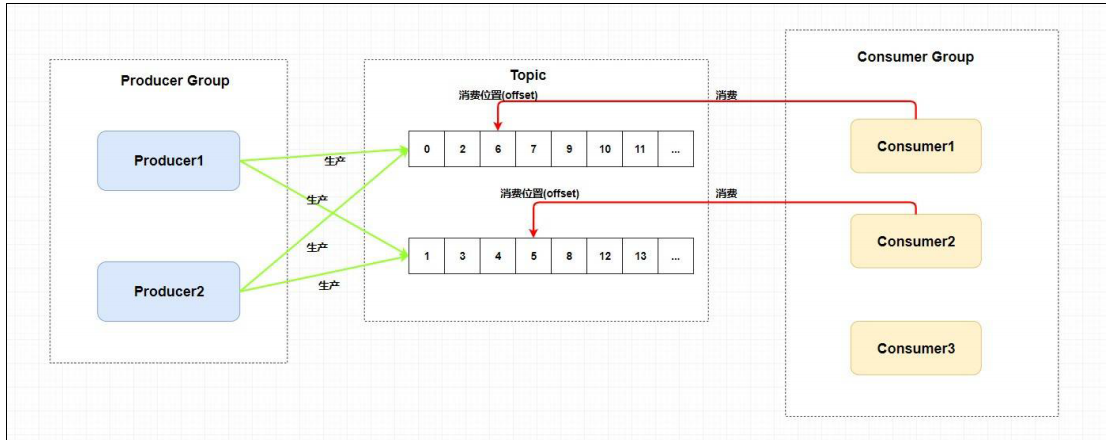 Producer Group
Topic
Consumer Group
消费位置(offset)
消费
Producer1
生产
0 2 6 7 9 10 11 ...
Consumer1
生产
消费位置(offset)
消费
生产
1 3 4 5 8 12 13 ...
Consumer2
Producer2
生产
Consumer3